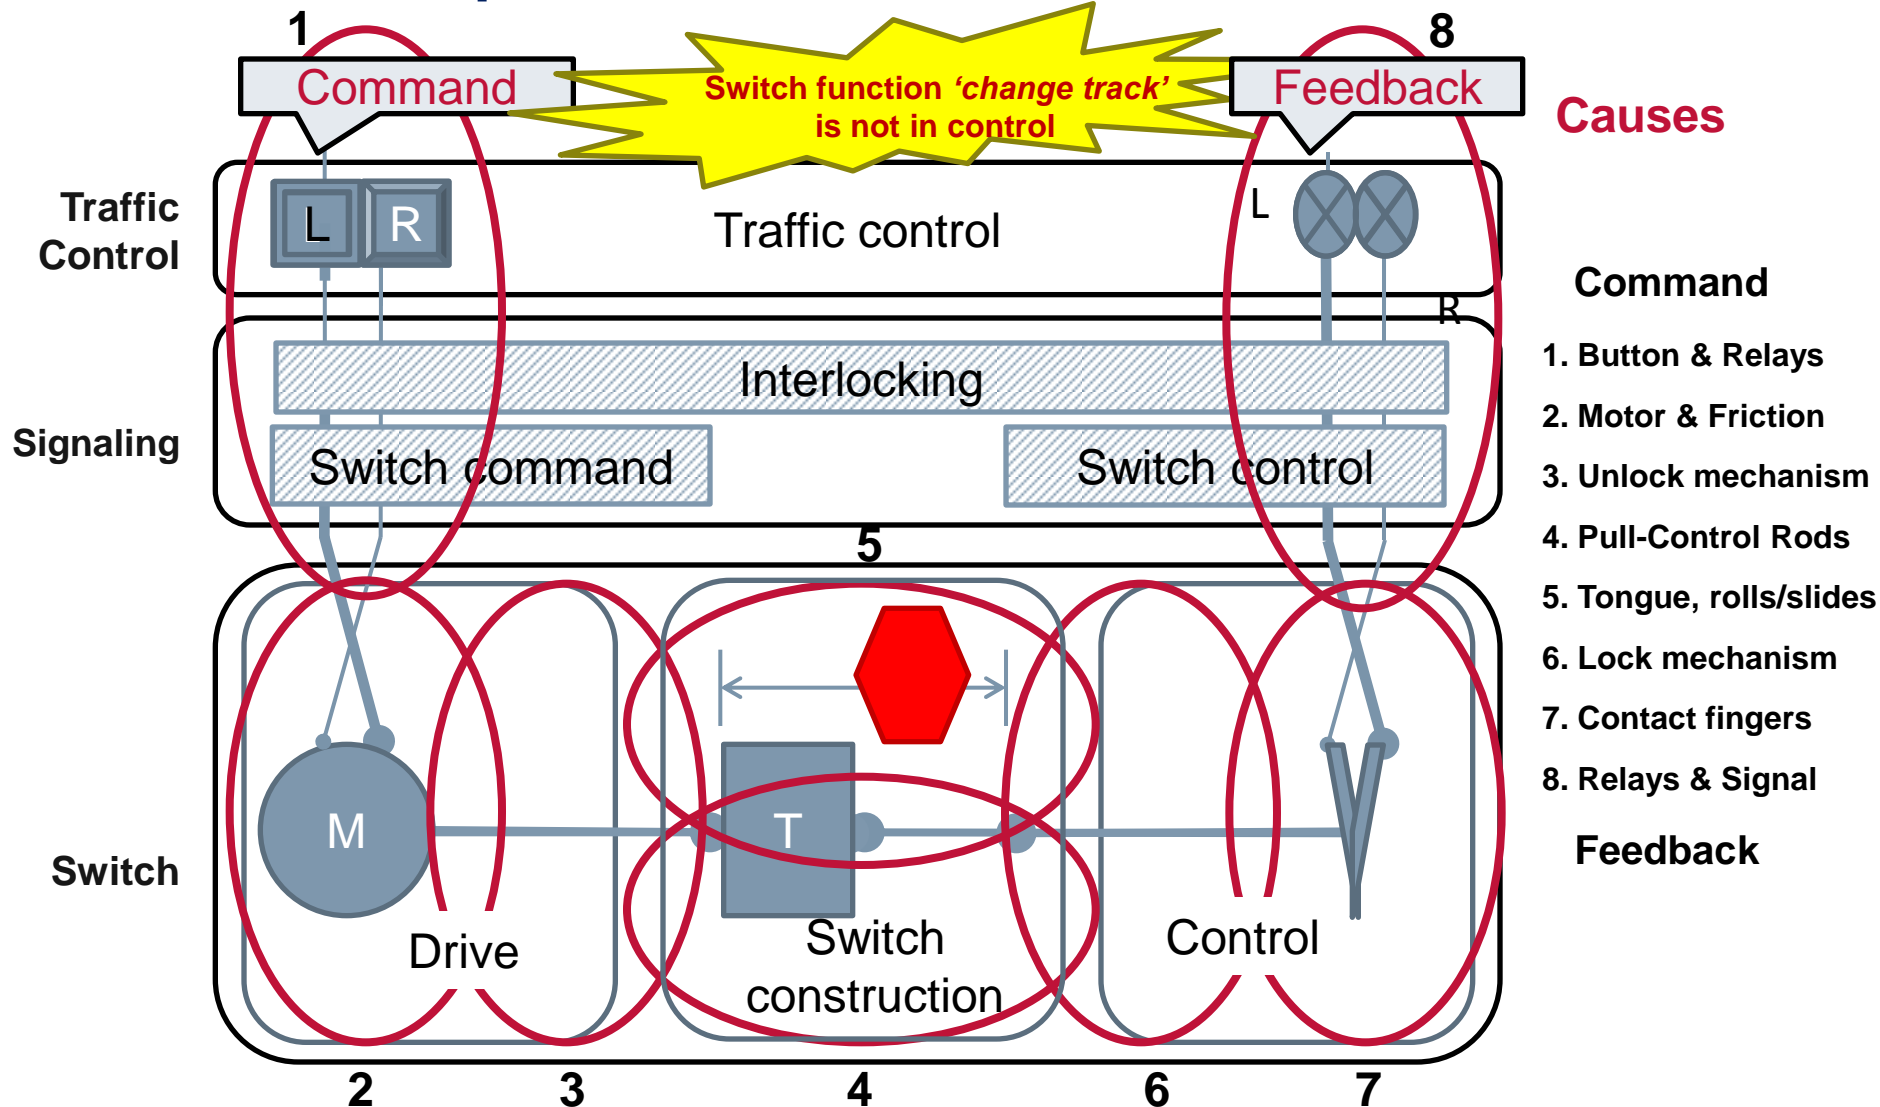 1
8
Command
Switch function ‘change track’
is not in control
Feedback
Causes
Traffic
Control
L
R
Traffic control
L
R
Signaling
Interlocking
Switch command
Switch control
5
Switch
M
T
Drive
Switch
construction
Control
2
3
4
6
7
Command
1. Button & Relays
2. Motor & Friction
3. Unlock mechanism
4. Pull-Control Rods
5. Tongue, rolls/slides
6. Lock mechanism
7. Contact fingers
8. Relays & Signal
Feedback